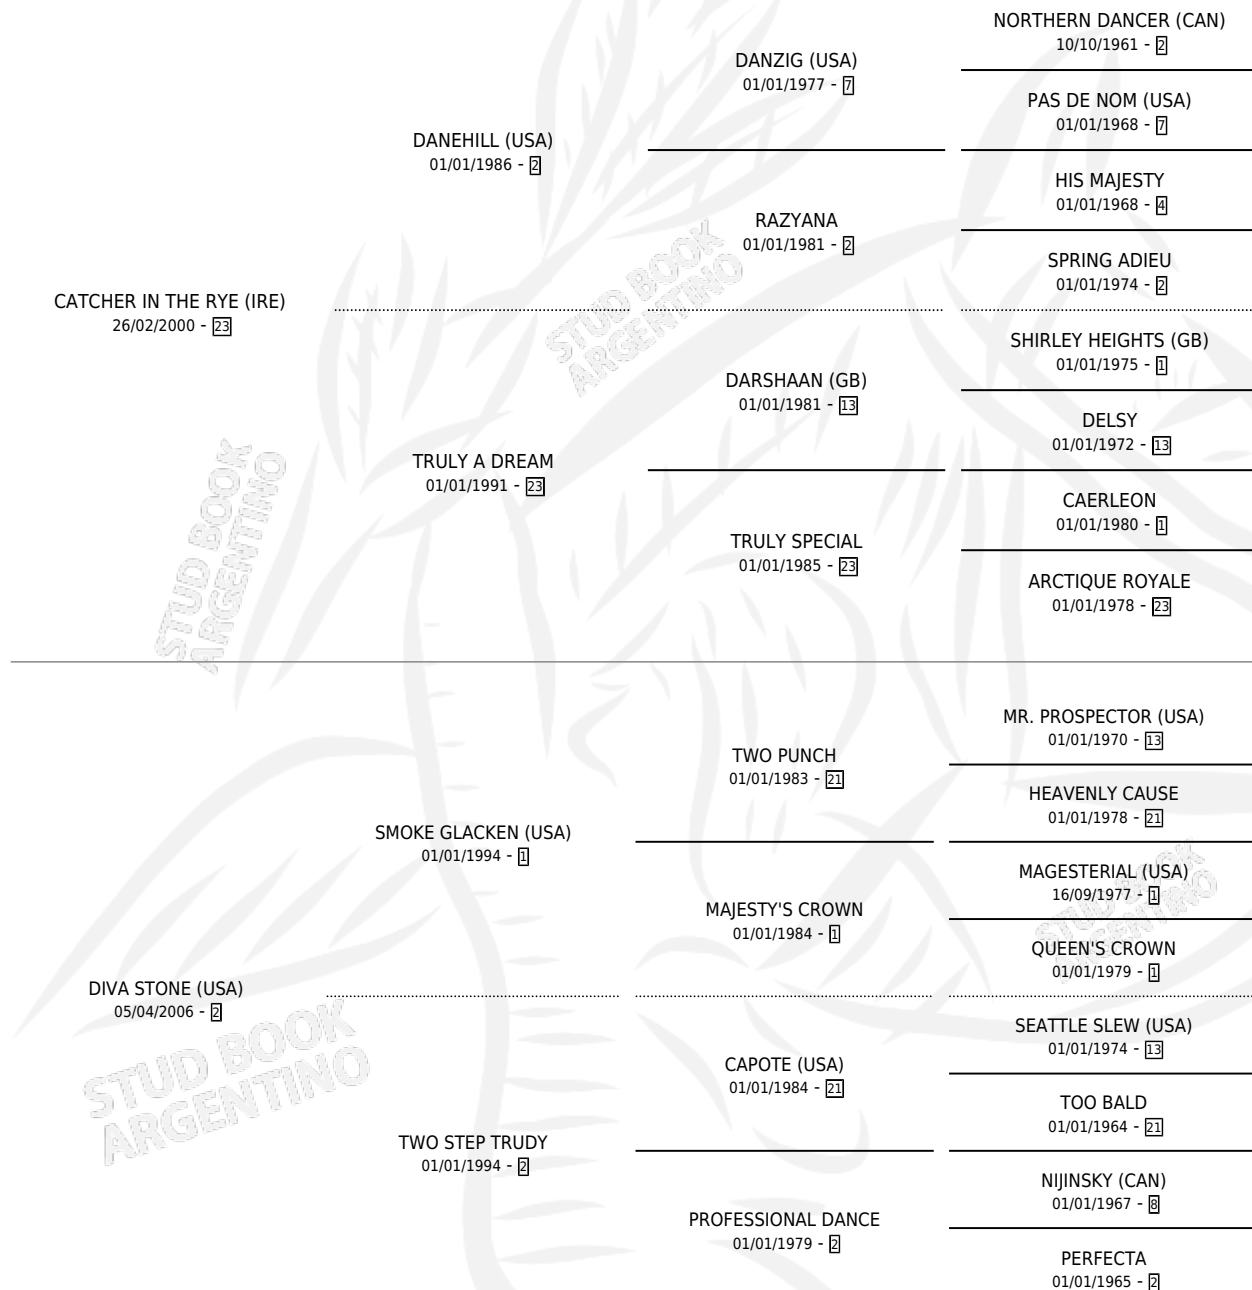 NORTHERN DANCER (CAN)
10/10/1961 - 2
DANZIG (USA)
01/01/1977 - 7
PAS DE NOM (USA)
01/01/1968 - 7
DANEHILL (USA)
01/01/1986 - 2
HIS MAJESTY
01/01/1968 - 4
RAZYANA
01/01/1981 - 2
SPRING ADIEU
01/01/1974 - 2
CATCHER IN THE RYE (IRE)
26/02/2000 - 23
SHIRLEY HEIGHTS (GB)
01/01/1975 - 1
DARSHAAN (GB)
01/01/1981 - 13
DELSY
01/01/1972 - 13
TRULY A DREAM
01/01/1991 - 23
CAERLEON
01/01/1980 - 1
TRULY SPECIAL
01/01/1985 - 23
ARCTIQUE ROYALE
01/01/1978 - 23
MR. PROSPECTOR (USA)
01/01/1970 - 13
TWO PUNCH
01/01/1983 - 21
HEAVENLY CAUSE
01/01/1978 - 21
SMOKE GLACKEN (USA)
01/01/1994 - 1
MAGESTERIAL (USA)
16/09/1977 - 1
MAJESTY'S CROWN
01/01/1984 - 1
QUEEN'S CROWN
01/01/1979 - 1
DIVA STONE (USA)
05/04/2006 - 2
SEATTLE SLEW (USA)
01/01/1974 - 13
CAPOTE (USA)
01/01/1984 - 21
TOO BALD
01/01/1964 - 21
TWO STEP TRUDY
01/01/1994 - 2
NIJINSKY (CAN)
01/01/1967 - 8
PROFESSIONAL DANCE
01/01/1979 - 2
PERFECTA
01/01/1965 - 2
STUD BOOK
ARGENTINO
STUD BOOK
ARGENTINO
STUD BOOK
ARGENTINO
STUD BOOK
ARGENTINO